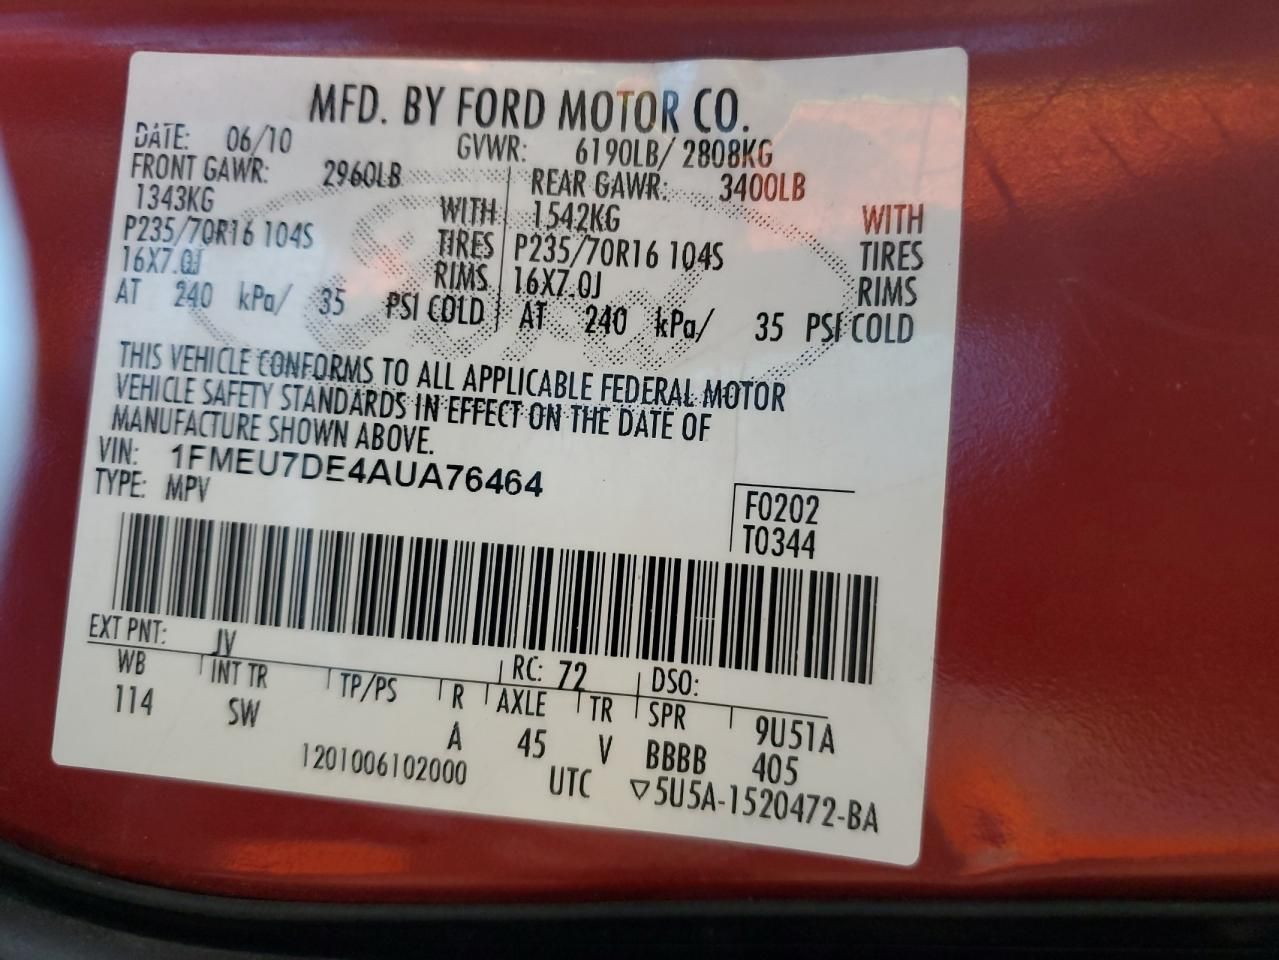 MFD. BY FORD MOTOR CO.
DATE: 06/10 GVWR: 6190LB/ 2808KG
FRONT GAWR: 2960LB REAR GAWR: 3400LB
1343KG WITH 1542KG WITH
P235/70R16 104S TIRES P235/70R16 104S TIRES
16X7.0J RIMS 16X7.0J RIMS
AT 240 kPa/ 35 PSI COLD AT 240 kPa/ 35 PSI COLD
THIS VEHICLE CONFORMS TO ALL APPLICABLE FEDERAL MOTOR
VEHICLE SAFETY STANDARDS IN EFFECT ON THE DATE OF
MANUFACTURE SHOWN ABOVE.
VIN: 1FMEU7DE4AUA76464
TYPE: MPV
F0202
T0344
EXT PNT: JV RC: 72 DSO:
WB INT TR TP/PS R AXLE TR SPR 9U51A
114 SW A 45 V BBBB 405
1201006102000 UTC ▽5U5A-1520472-BA
Ford